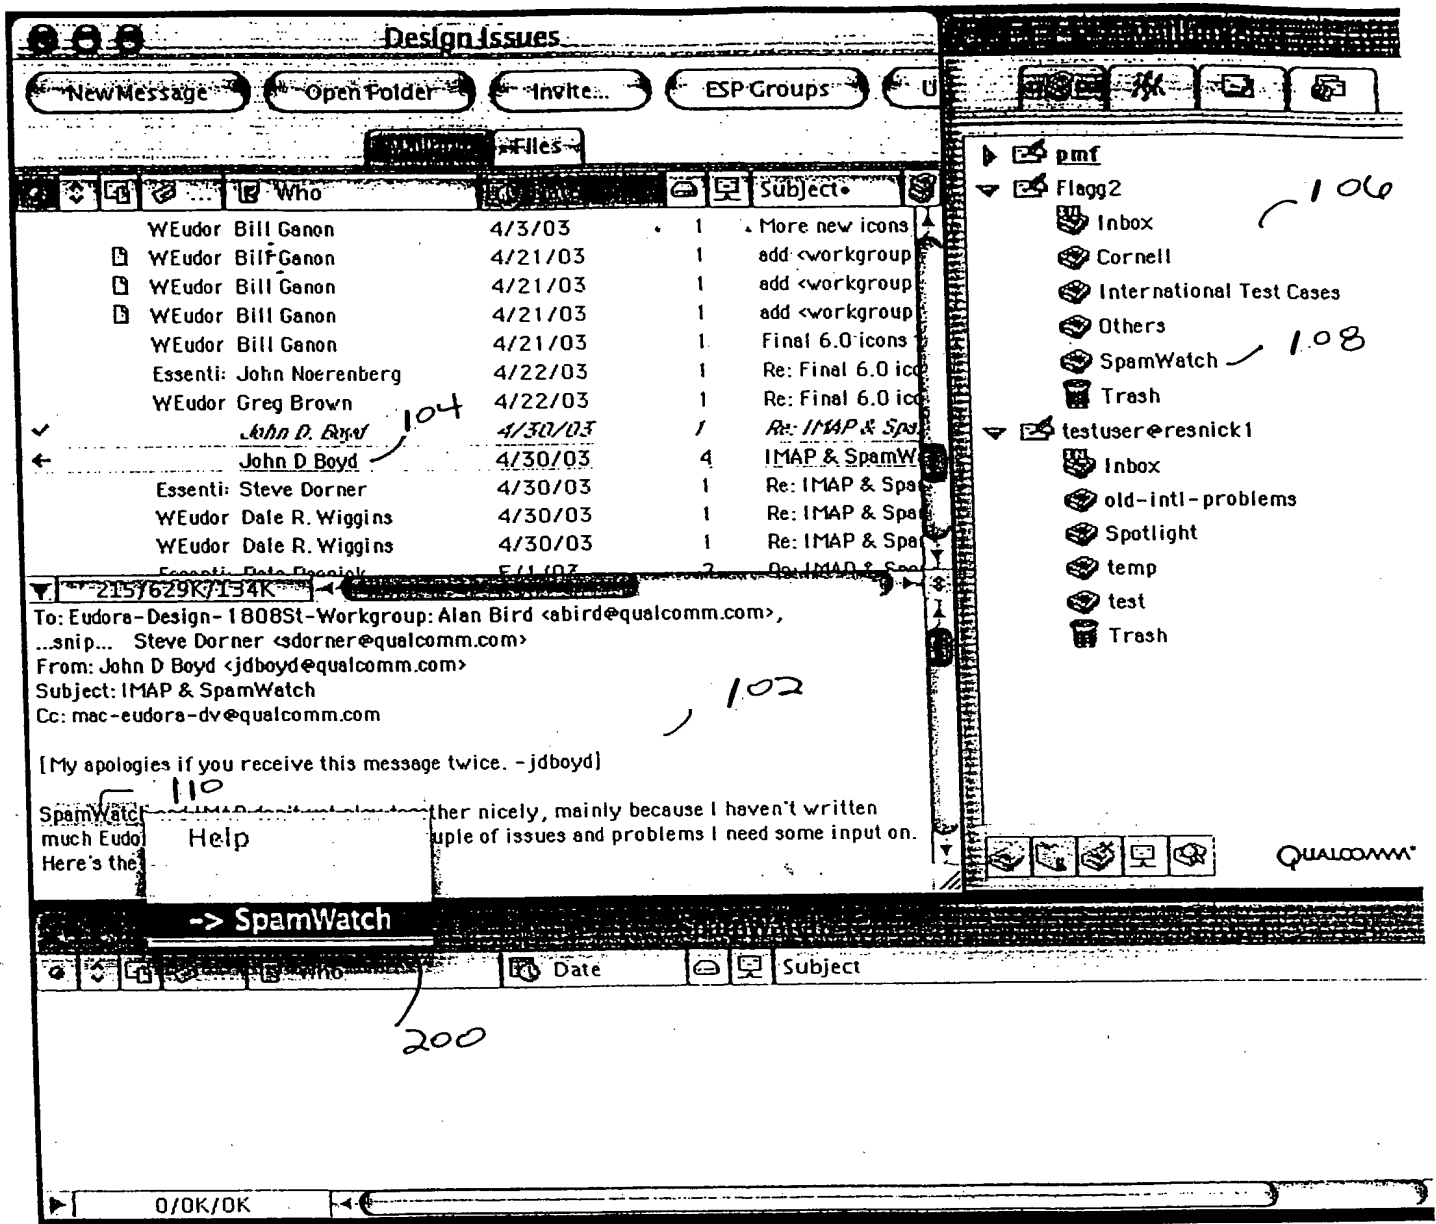 Design Issues
New Message Open Folder Invite... ESP Groups U
Files
... Who Subject
WEudor Bill Ganon 4/3/03 1 More new icons
WEudor Bill Ganon 4/21/03 1 add <workgroup
WEudor Bill Ganon 4/21/03 1 add <workgroup
WEudor Bill Ganon 4/21/03 1 add <workgroup
WEudor Bill Ganon 4/21/03 1 Final 6.0 icons
Essenti: John Noerenberg 4/22/03 1 Re: Final 6.0 ico
WEudor Greg Brown 4/22/03 1 Re: Final 6.0 ico
104
John D. Boyd 4/30/03 1 Re: IMAP & Spa
John D Boyd 4/30/03 4 IMAP & SpamW
Essenti: Steve Dorner 4/30/03 1 Re: IMAP & Spa
WEudor Dale R. Wiggins 4/30/03 1 Re: IMAP & Spa
WEudor Dale R. Wiggins 4/30/03 1 Re: IMAP & Spa
215/629K/134K
To: Eudora-Design-1808St-Workgroup: Alan Bird <abird@qualcomm.com>,
...snip... Steve Dorner <sdorner@qualcomm.com>
From: John D Boyd <jdboyd@qualcomm.com>
Subject: IMAP & SpamWatch
Cc: mac-eudora-dv@qualcomm.com
102
[My apologies if you receive this message twice. -jdboyd]
110
SpamWatc ther nicely, mainly because I haven't written
much Eudo uple of issues and problems I need some input on.
Here's the
Help
-> SpamWatch
200
pmf
Flagg2
106
Inbox
Cornell
International Test Cases
Others
SpamWatch
108
Trash
testuser@resnick1
Inbox
old-intl-problems
Spotlight
temp
test
Trash
QUALCOMM
Who Date Subject
0/0K/0K